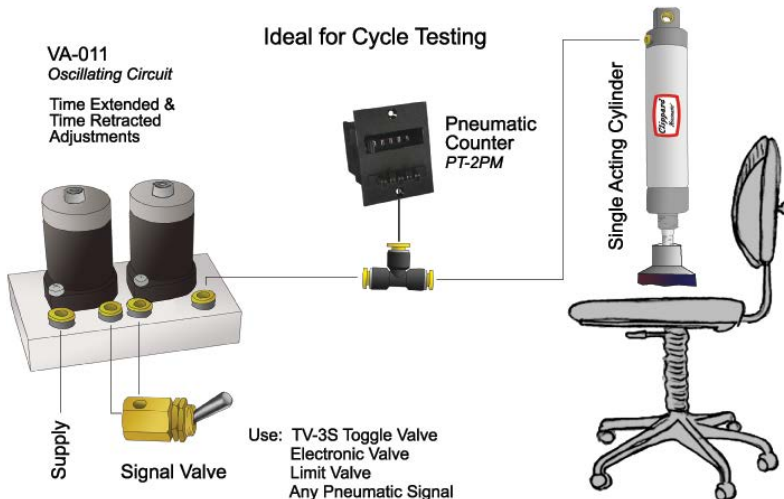 Ideal for Cycle Testing
VA-011
Oscillating Circuit
Time Extended &
Time Retracted
Adjustments
Pneumatic
Counter
PT-2PM
Single Acting Cylinder
Clippard
Minimatic
Supply
Signal Valve
Use: TV-3S Toggle Valve
Electronic Valve
Limit Valve
Any Pneumatic Signal